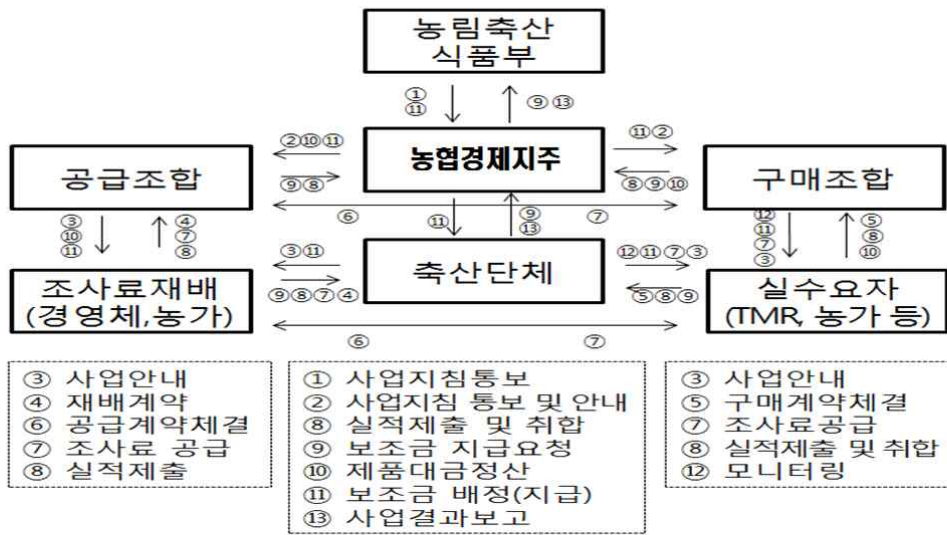 농림축산
식품부
①
⑪
⑨ ⑬
②⑩⑪
농협경제지주
⑪②
공급조합
⑨⑧
⑧⑨⑩
구매조합
⑥
⑦
③
⑩
⑪
④
⑦
⑧
⑪
⑨
⑬
⑫
⑪
⑦
③
⑤
⑧
⑩
③⑪
축산단체
⑫⑪⑦③
조사료재배
(경영체,농가)
⑨⑧⑦④
⑤⑧⑨
실수요자
(TMR, 농가 등)
⑥
⑦
③ 사업안내
④ 재배계약
⑥ 공급계약체결
⑦ 조사료 공급
⑧ 실적제출
① 사업지침통보
② 사업지침 통보 및 안내
⑧ 실적제출 및 취합
⑨ 보조금 지급요청
⑩ 제품대금정산
⑪ 보조금 배정(지급)
⑬ 사업결과보고
③ 사업안내
⑤ 구매계약체결
⑦ 조사료공급
⑧ 실적제출 및 취합
⑫ 모니터링